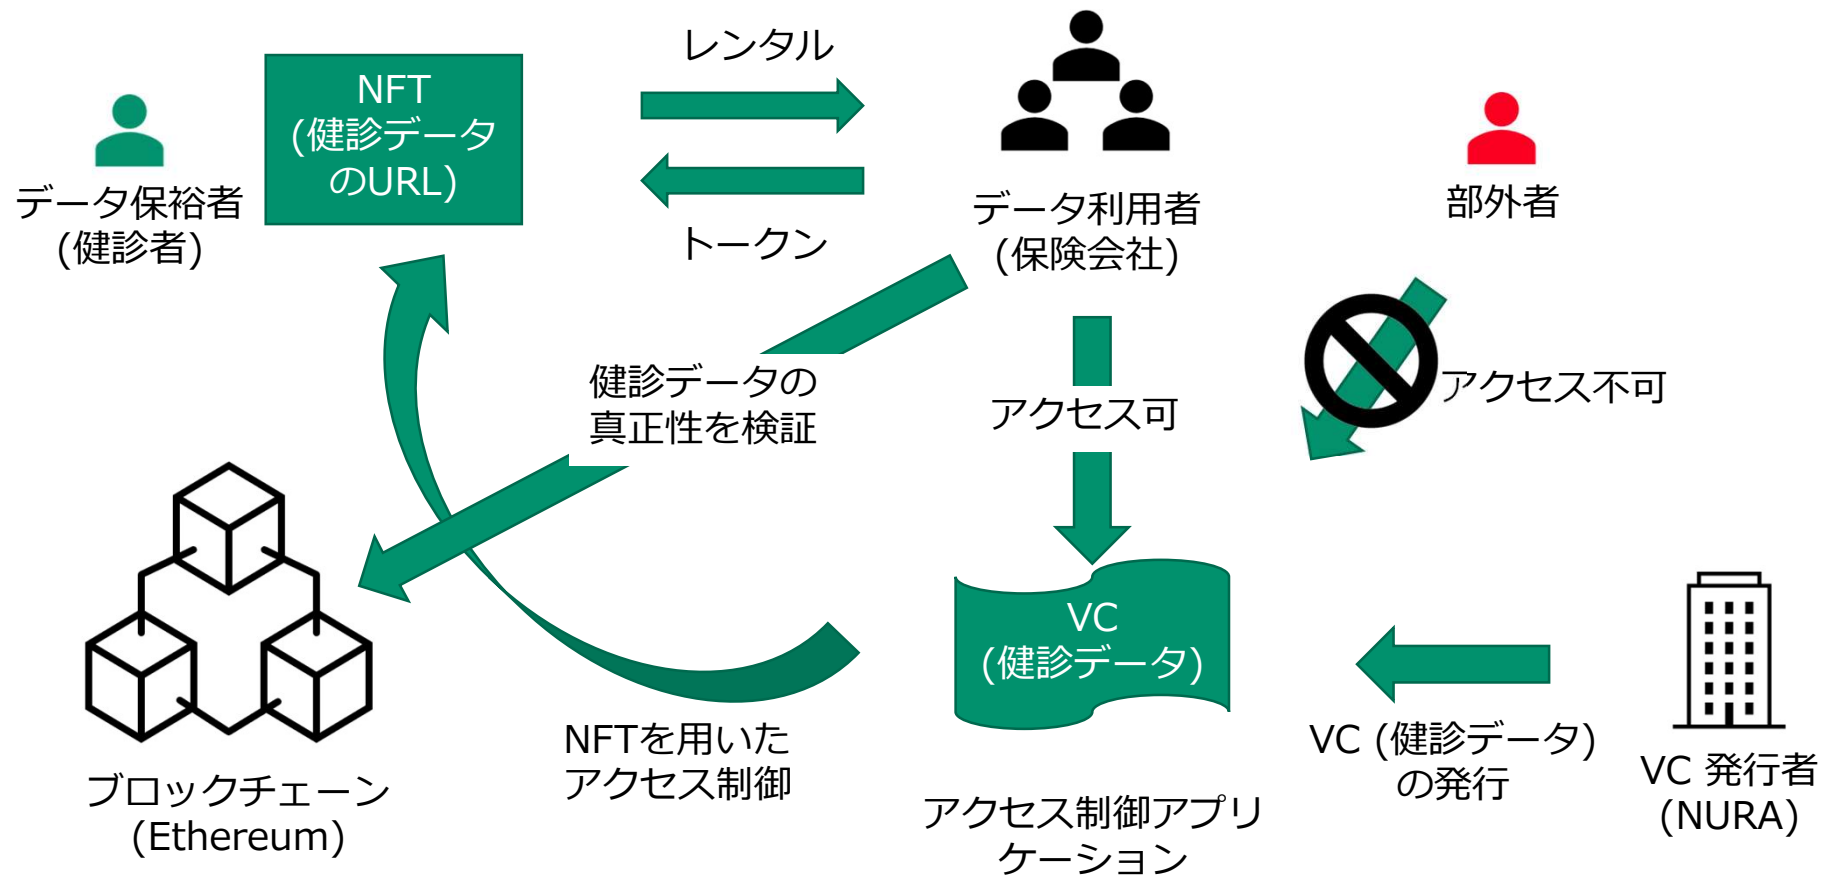 レンタル
NFT
(健診データ
のURL)
データ保裕者
(健診者)
トークン
データ利用者
(保険会社)
部外者
健診データの
真正性を検証
アクセス可
アクセス不可
VC
(健診データ)
NFTを用いた
アクセス制御
VC (健診データ)
の発行
VC 発行者
(NURA)
ブロックチェーン
(Ethereum)
アクセス制御アプリ
ケーション